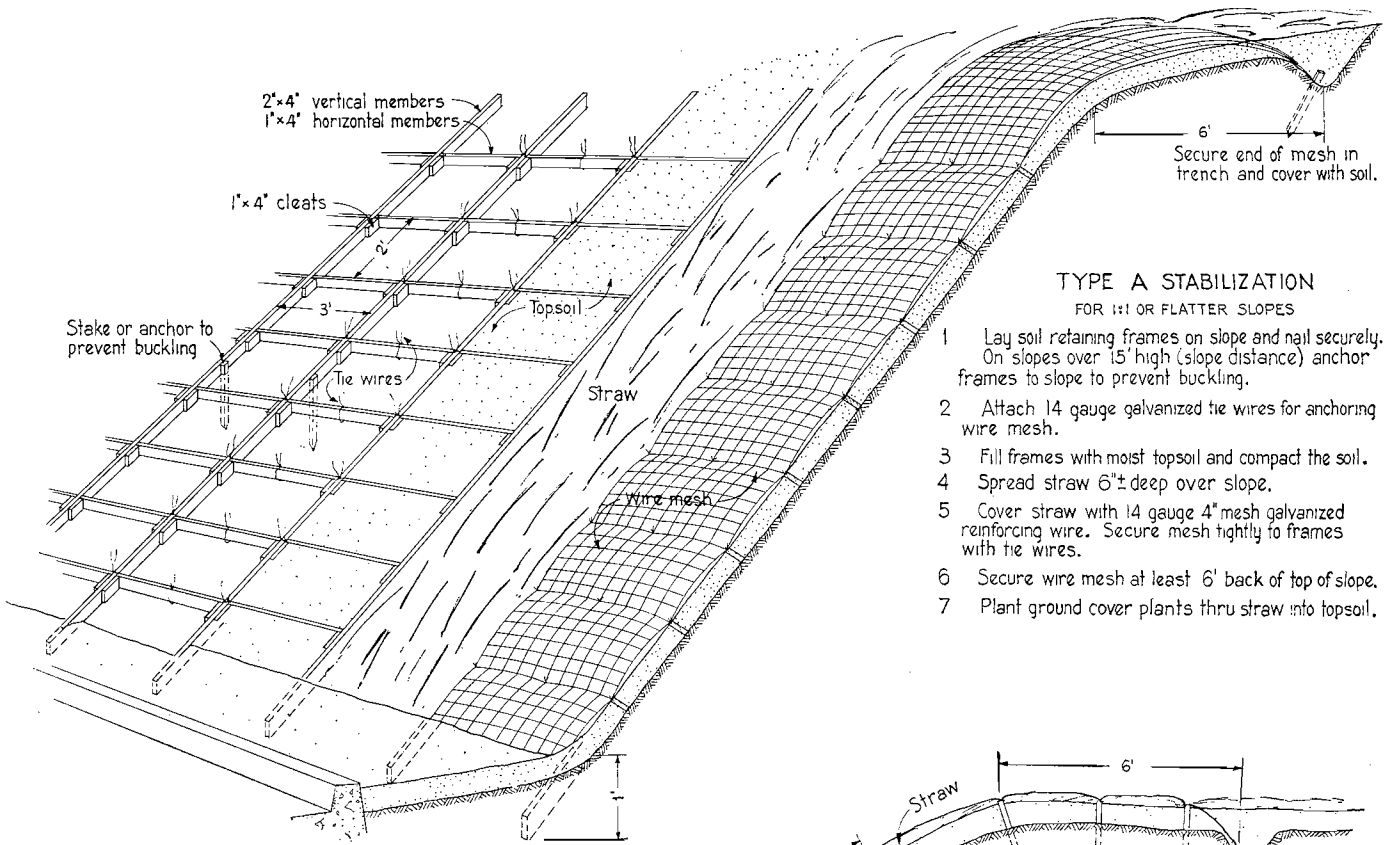 2"×4" vertical members
1"×4" horizontal members
1"×4" cleats
2'
3'
Stake or anchor to
prevent buckling
Tie wires
Topsoil
Straw
Wire mesh
1'
6'
Secure end of mesh in
trench and cover with soil.
TYPE A STABILIZATION
FOR 1:1 OR FLATTER SLOPES
1 Lay soil retaining frames on slope and nail securely.
On slopes over 15' high (slope distance) anchor
frames to slope to prevent buckling.
2 Attach 14 gauge galvanized tie wires for anchoring
wire mesh.
3 Fill frames with moist topsoil and compact the soil.
4 Spread straw 6"± deep over slope.
5 Cover straw with 14 gauge 4" mesh galvanized
reinforcing wire. Secure mesh tightly to frames
with tie wires.
6 Secure wire mesh at least 6' back of top of slope.
7 Plant ground cover plants thru straw into topsoil.
6'
Straw